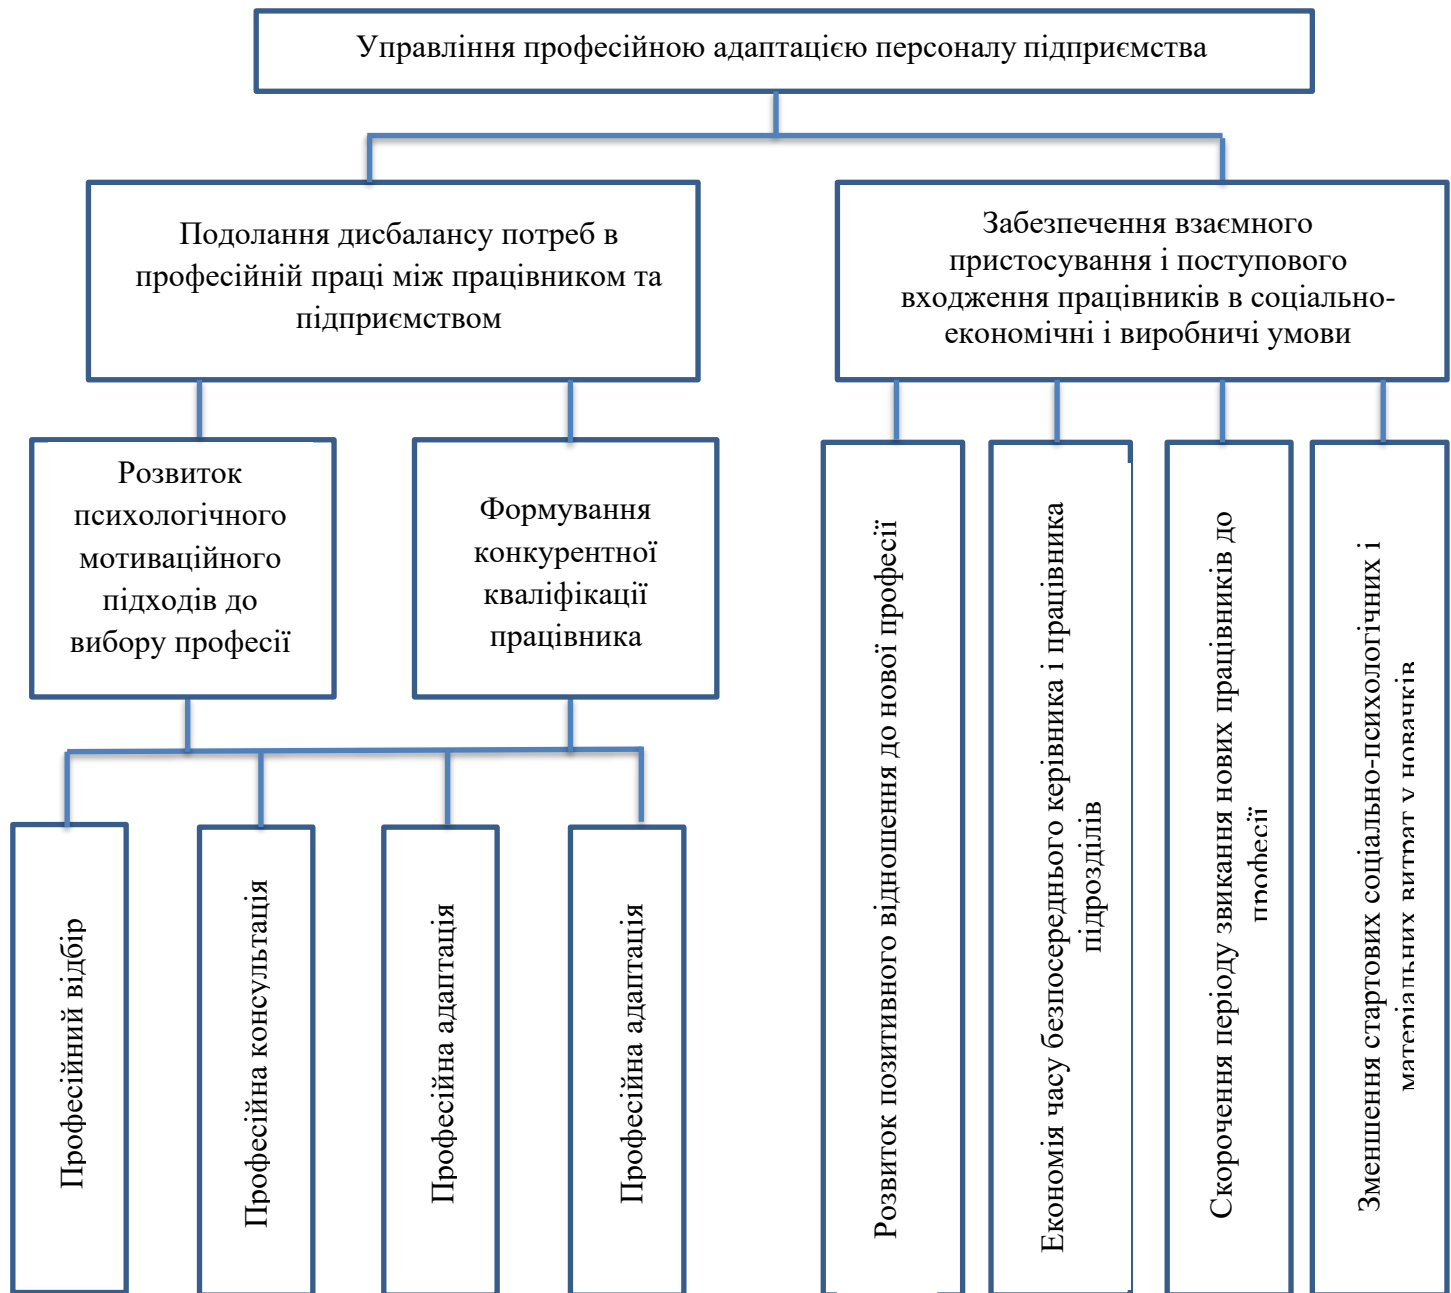 Управління професійною адаптацією персоналу підприємства
Подолання дисбалансу потреб в
професійній праці між працівником та
підприємством
Забезпечення взаємного
пристосування і поступового
входження працівників в соціально-
економічні і виробничі умови
Розвиток
психологічного
мотиваційного
підходів до
вибору професії
Формування
конкурентної
кваліфікації
працівника
Професійний відбір
Професійна консультація
Професійна адаптація
Професійна адаптація
Розвиток позитивного відношення до нової професії
Економія часу безпосереднього керівника і працівника
підрозділів
Скорочення періоду звикання нових працівників до
професії
Зменшення стартових соціально-психологічних і
матеріальних витрат у новачків